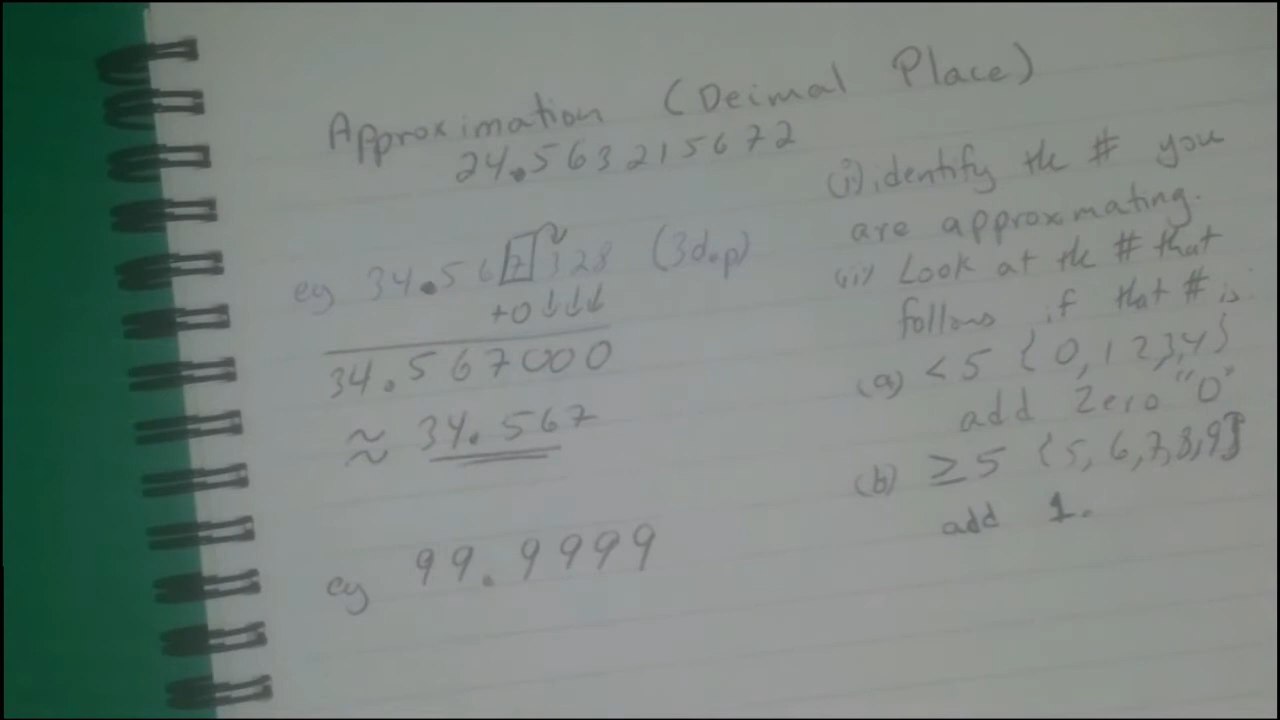 Approximation (Deimal Place)
24.563215672
eg 34.567328 (3d.p)
+0↓↓↓
34.567000
≈ 34.567
eg 99.9999
(i) identify the # you
are approxmating.
(ii) Look at the # that
follows if that # is
(a) < 5 { 0, 1 2, 3, 4 }
add Zero "0"
(b) ≥ 5 { 5, 6, 7, 8, 9 }
add 1.